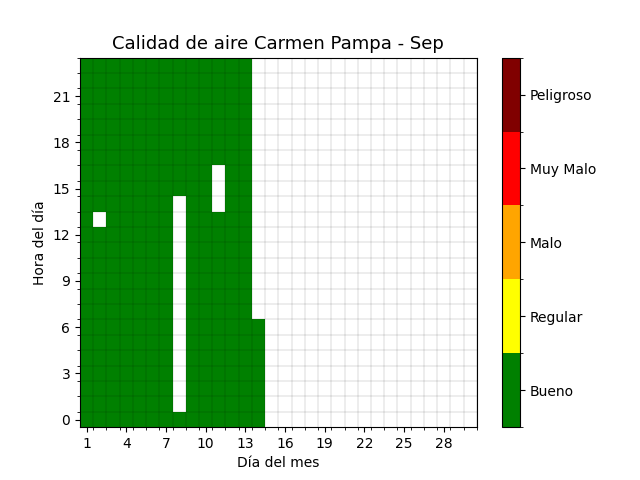 Calidad de aire Carmen Pampa - Sep
Hora del día
21
18
15
12
9
6
3
0
1 4 7 10 13 16 19 22 25 28
Día del mes
Peligroso
Muy Malo
Malo
Regular
Bueno